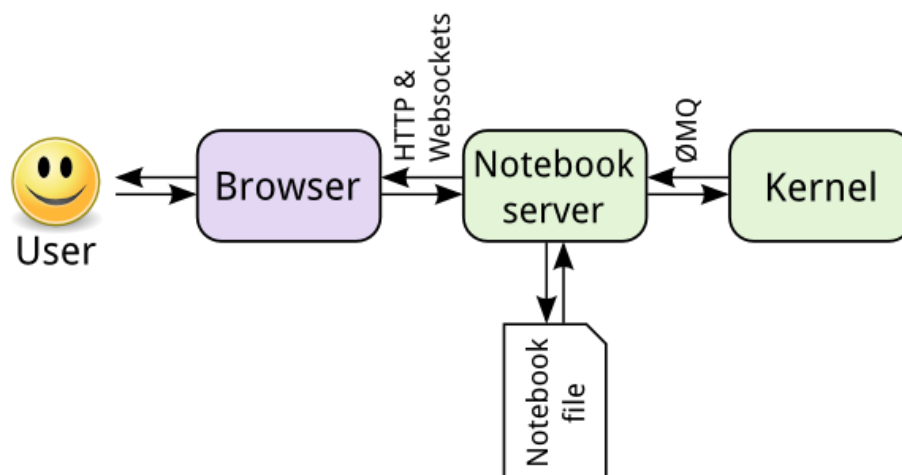 User
Browser
HTTP &
Websockets
Notebook
server
ØMQ
Kernel
Notebook
file